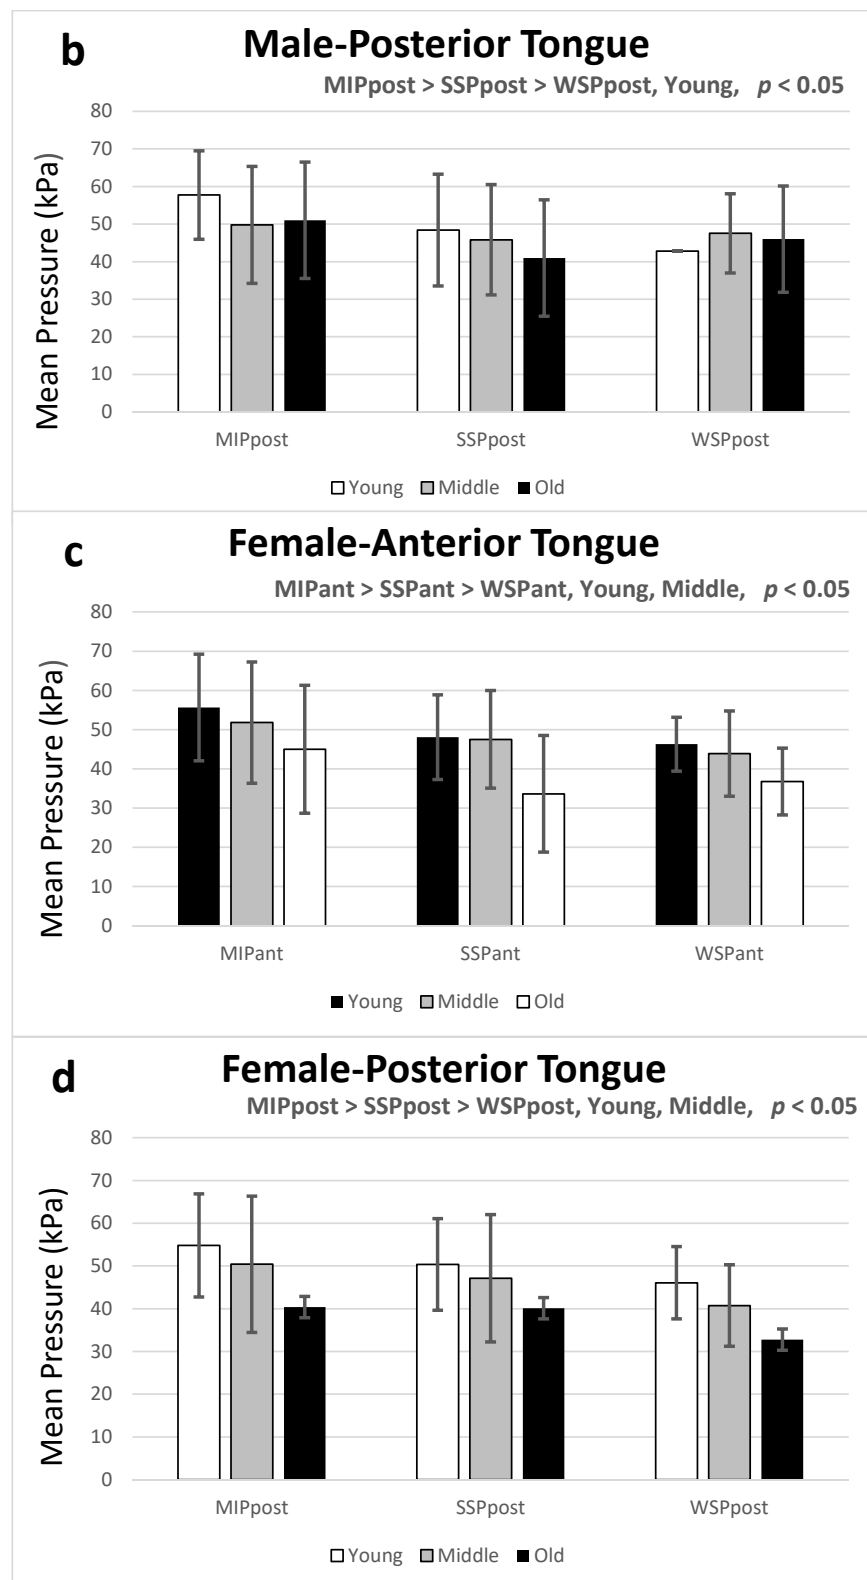 b
Male-Posterior Tongue
MIPpost > SSPpost > WSPpost, Young, p < 0.05
Mean Pressure (kPa)
80
70
60
50
40
30
20
10
0
MIPpost SSPpost WSPpost
Young Middle Old
c
Female-Anterior Tongue
MIPant > SSPant > WSPant, Young, Middle, p < 0.05
Mean Pressure (kPa)
80
70
60
50
40
30
20
10
0
MIPant SSPant WSPant
Young Middle Old
d
Female-Posterior Tongue
MIPpost > SSPpost > WSPpost, Young, Middle, p < 0.05
Mean Pressure (kPa)
80
70
60
50
40
30
20
10
0
MIPpost SSPpost WSPpost
Young Middle Old